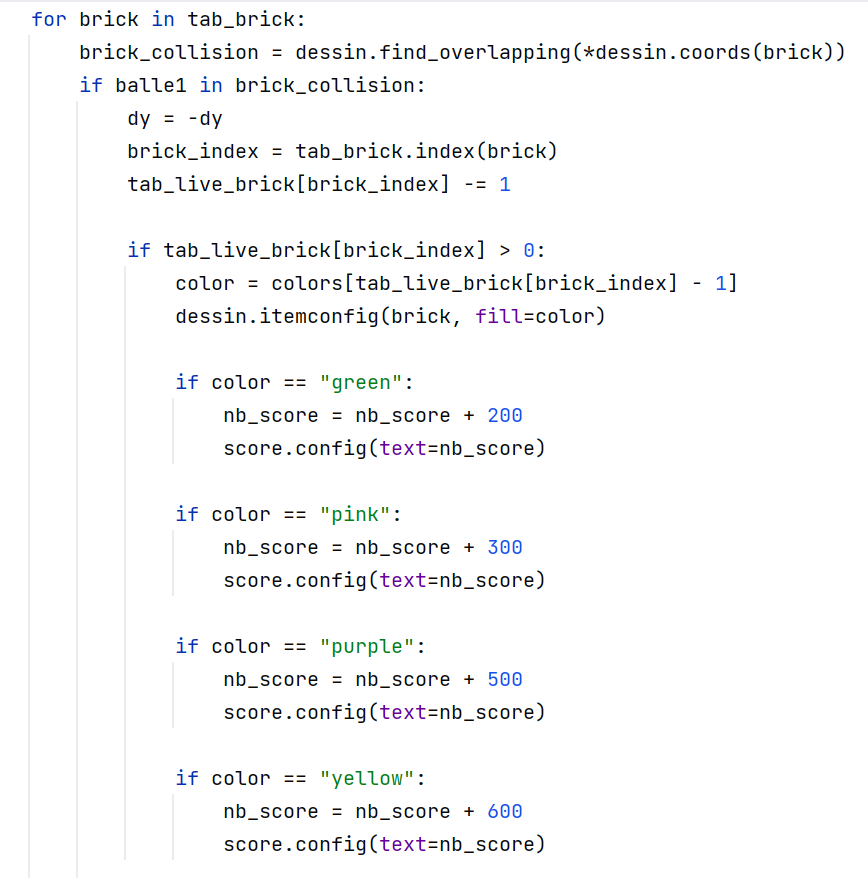 for brick in tab_brick:
    brick_collision = dessin.find_overlapping(*dessin.coords(brick))
    if balle1 in brick_collision:
        dy = -dy
        brick_index = tab_brick.index(brick)
        tab_live_brick[brick_index] -= 1

        if tab_live_brick[brick_index] > 0:
            color = colors[tab_live_brick[brick_index] - 1]
            dessin.itemconfig(brick, fill=color)

            if color == "green":
                nb_score = nb_score + 200
                score.config(text=nb_score)

            if color == "pink":
                nb_score = nb_score + 300
                score.config(text=nb_score)

            if color == "purple":
                nb_score = nb_score + 500
                score.config(text=nb_score)

            if color == "yellow":
                nb_score = nb_score + 600
                score.config(text=nb_score)